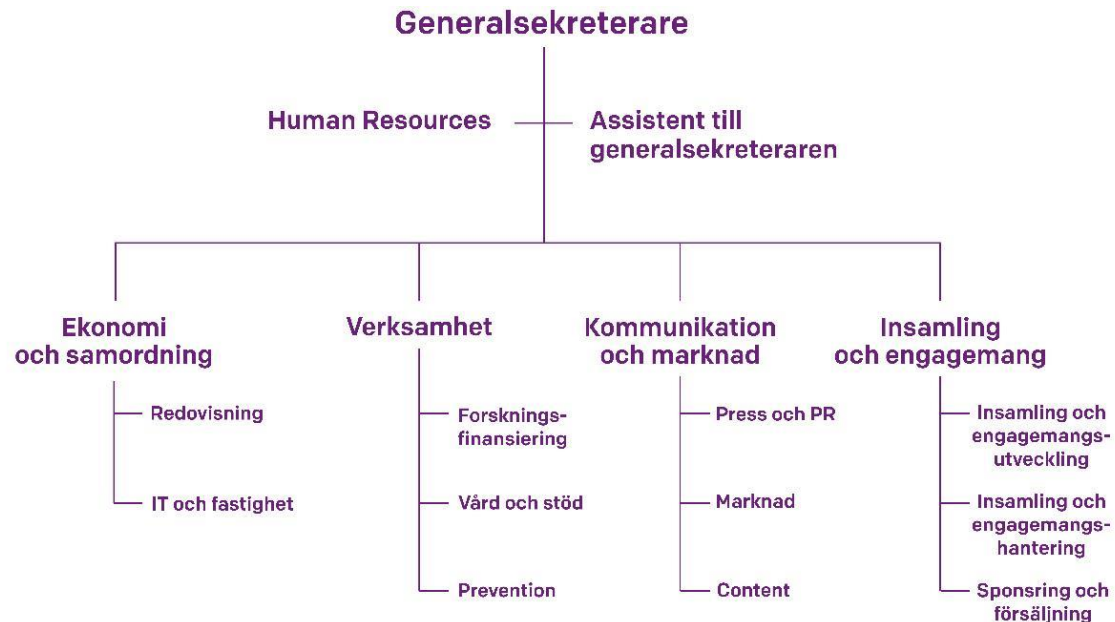 Generalsekreterare
Human Resources
Assistent till
generalsekreteraren
Ekonomi
och samordning
Redovisning
IT och fastighet
Verksamhet
Forsknings-
finansiering
Vård och stöd
Prevention
Kommunikation
och marknad
Press och PR
Marknad
Content
Insamling
och engagemang
Insamling och
engagemangs-
utveckling
Insamling och
engagemangs-
hantering
Sponsring och
försäljning